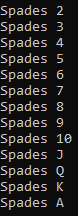 Spades 2
Spades 3
Spades 4
Spades 5
Spades 6
Spades 7
Spades 8
Spades 9
Spades 10
Spades J
Spades Q
Spades K
Spades A